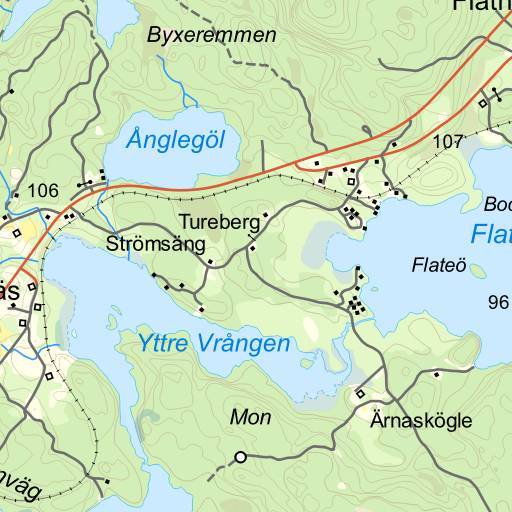 Byxeremmen
Ånglegöl
107
106
Tureberg
Strömsäng
Flateö
96
Yttre Vrången
Mon
Ärnaskögle